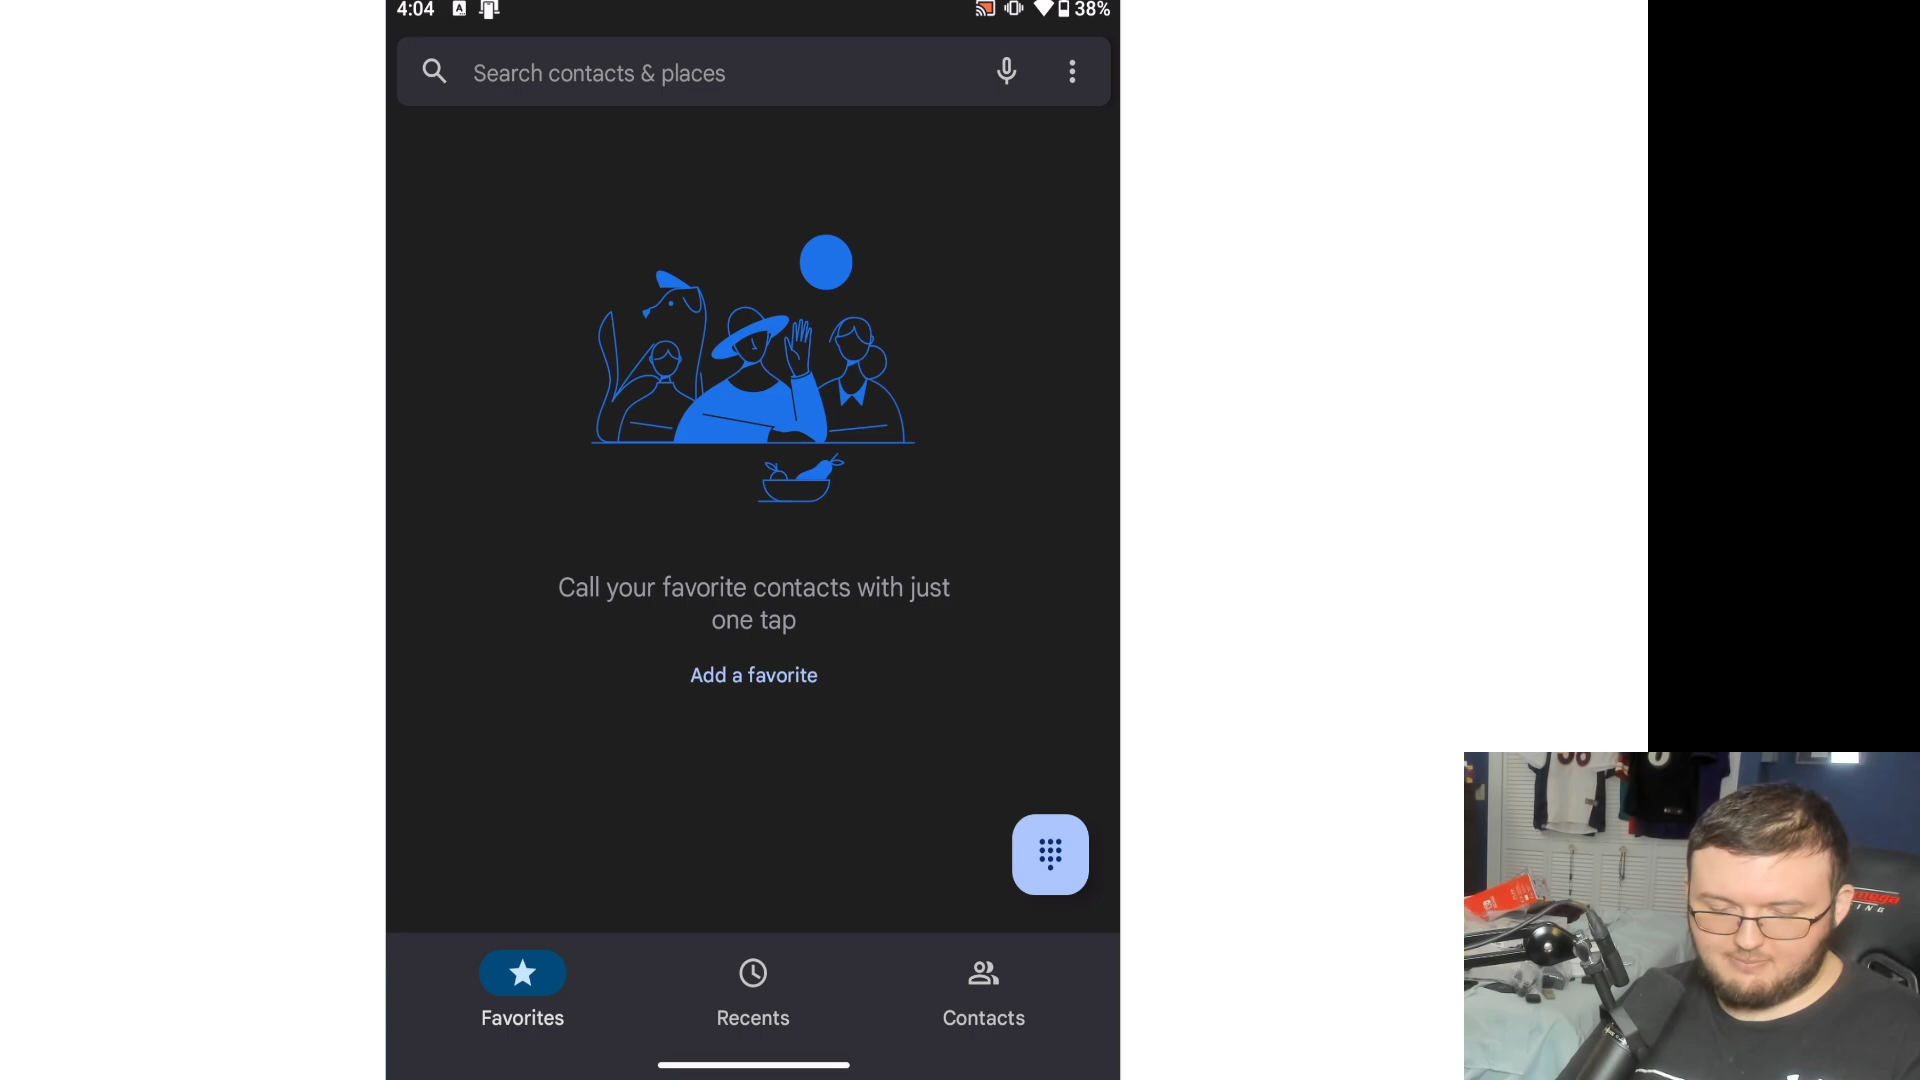 4:04
38%
Search contacts & places
Call your favorite contacts with just
one tap
Add a favorite
Favorites
Recents
Contacts